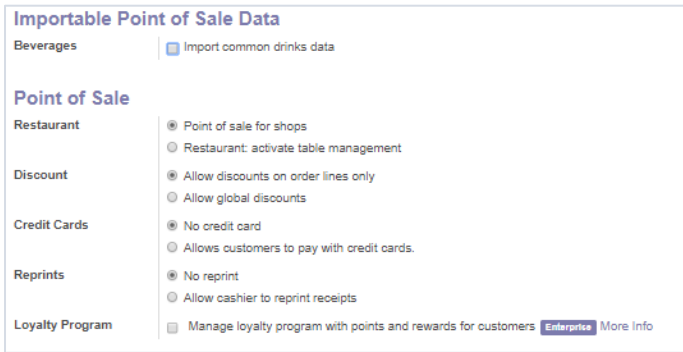 Importable Point of Sale Data
Beverages Import common drinks data
Point of Sale
Restaurant Point of sale for shops
Restaurant: activate table management
Discount Allow discounts on order lines only
Allow global discounts
Credit Cards No credit card
Allows customers to pay with credit cards.
Reprints No reprint
Allow cashier to reprint receipts
Loyalty Program Manage loyalty program with points and rewards for customers Enterprise More Info